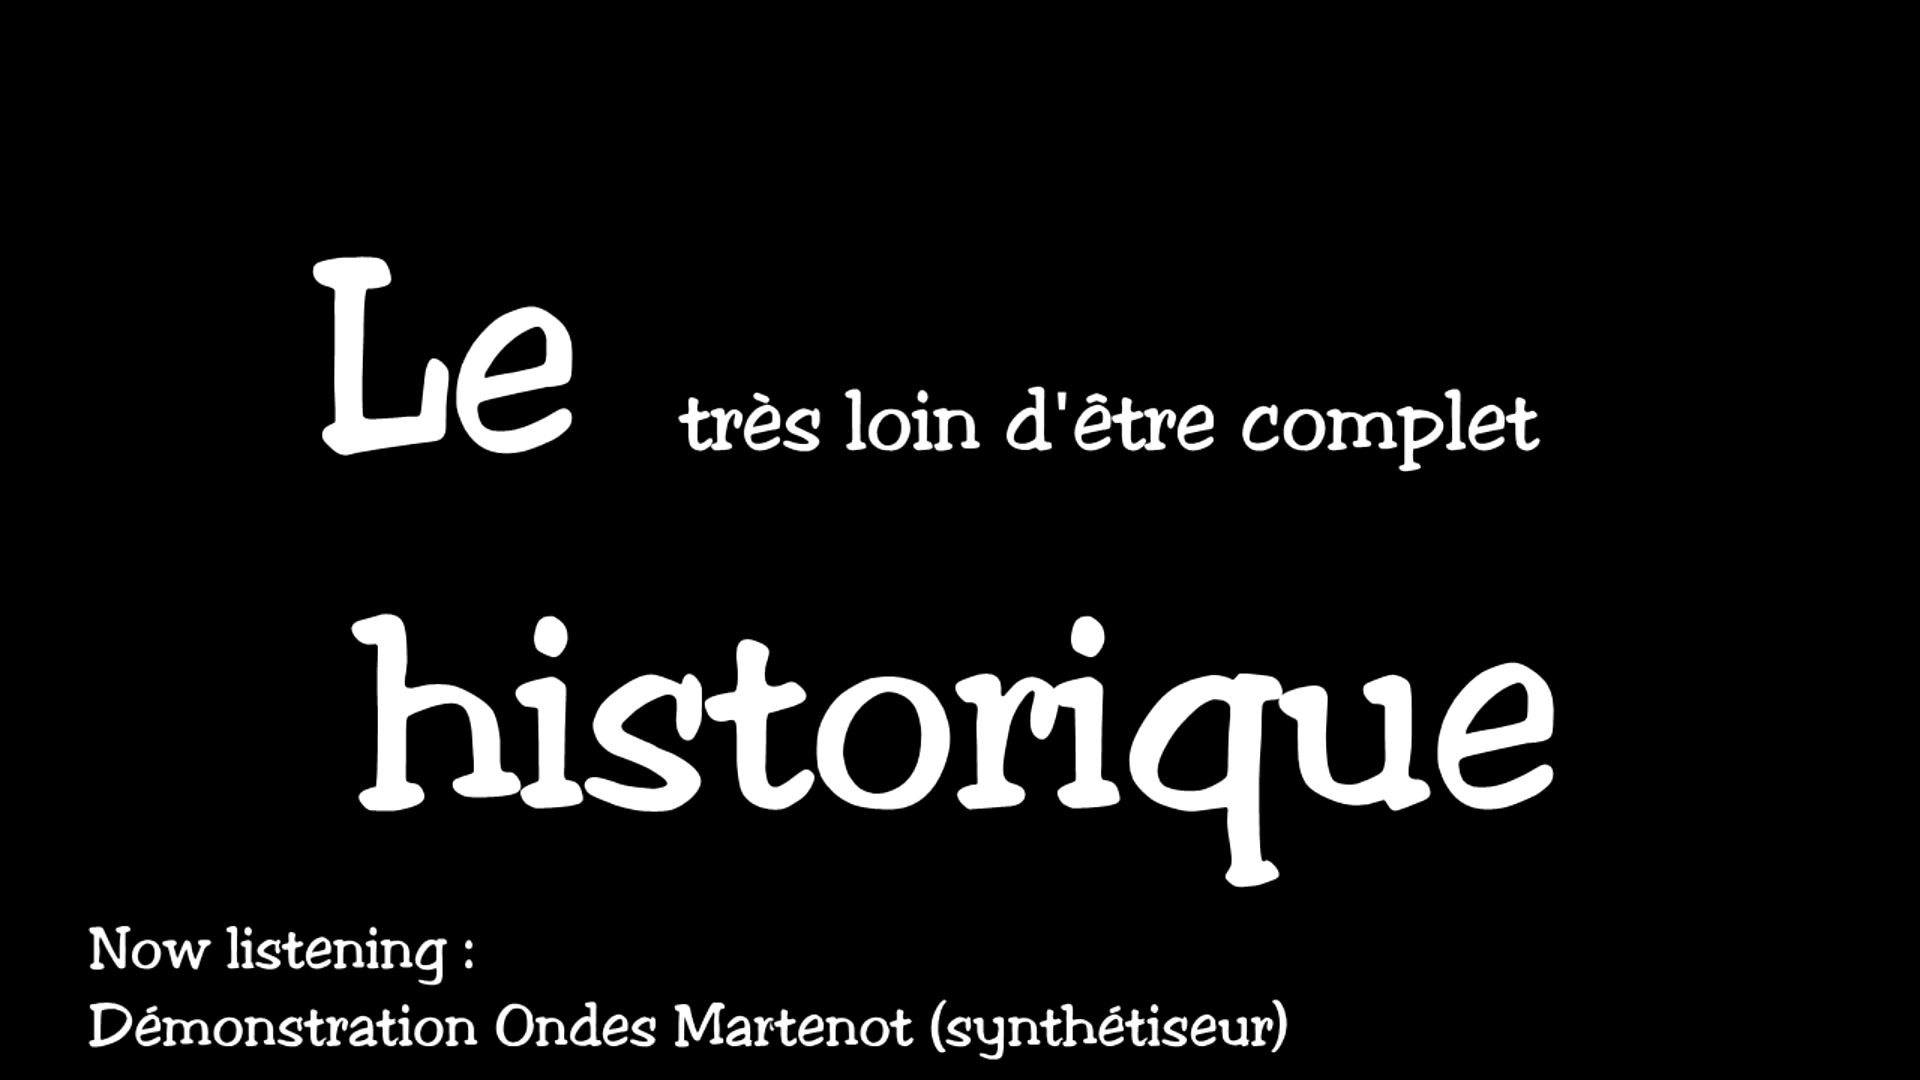 Le très loin d'être complet
historique
Now listening :
Démonstration Ondes Martenot (synthétiseur)